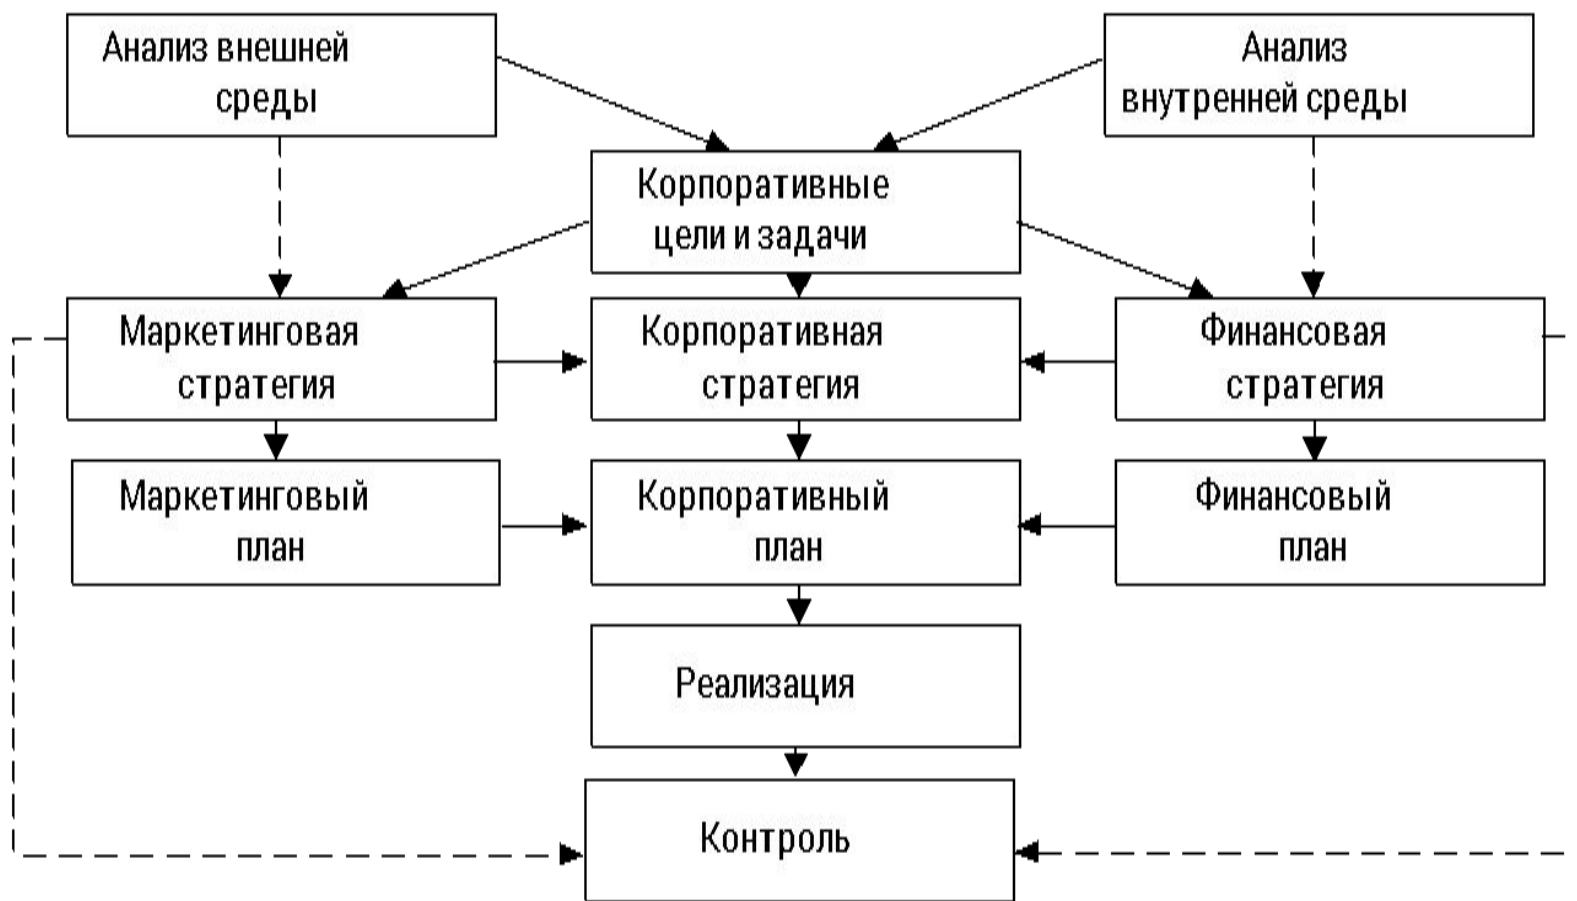 Анализ внешней
среды
Анализ
внутренней среды
Корпоративные
цели и задачи
Маркетинговая
стратегия
Корпоративная
стратегия
Финансовая
стратегия
Маркетинговый
план
Корпоративный
план
Финансовый
план
Реализация
Контроль